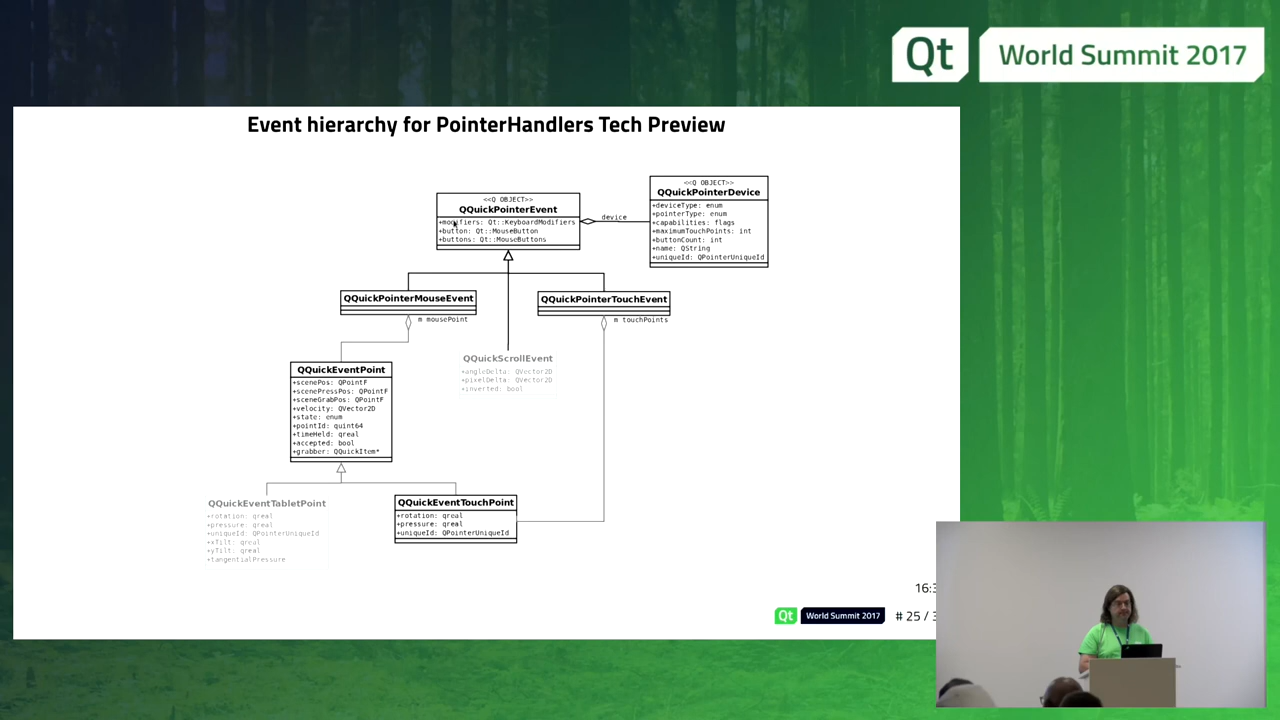 Qt World Summit 2017
Event hierarchy for PointerHandlers Tech Preview
<<Q OBJECT>>
QQuickPointerEvent
+modifiers: Qt::KeyboardModifiers
+button: Qt::MouseButton
+buttons: Qt::MouseButtons
device
<<Q OBJECT>>
QQuickPointerDevice
+deviceType: enum
+pointerType: enum
+capabilities: flags
+maximumTouchPoints: int
+buttonCount: int
+name: QString
+uniqueId: QPointerUniqueId
QQuickPointerMouseEvent
m mousePoint
QQuickPointerTouchEvent
m touchPoints
QQuickScrollEvent
+angleDelta: QVector2D
+pixelDelta: QVector2D
+inverted: bool
QQuickEventPoint
+scenePos: QPointF
+scenePressPos: QPointF
+sceneGrabPos: QPointF
+velocity: QVector2D
+state: enum
+pointId: quint64
+timeHeld: qreal
+accepted: bool
+grabber: QQuickItem*
QQuickEventTabletPoint
+rotation: qreal
+pressure: qreal
+uniqueId: QPointerUniqueId
+xTilt: qreal
+yTilt: qreal
+tangentialPressure
QQuickEventTouchPoint
+rotation: qreal
+pressure: qreal
+uniqueId: QPointerUniqueId
16:3
Qt World Summit 2017 # 25 / 3